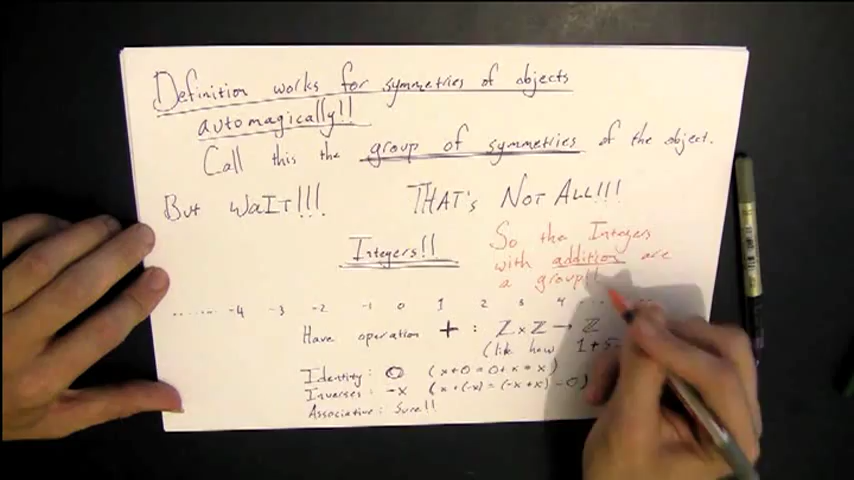 Definition works for symmetries of objects
automagically!!
Call this the group of symmetries of the object.
But WaIT!!! THAT's NOT ALL!!!
Integers!!
So the Integers
with addition are
a group!!
...... -4 -3 -2 -1 0 1 2 3 4 ... ..
Have operation + : ℤ × ℤ → ℤ
(like how 1+5
Identity: 0 (x+0 = 0+x = x)
Inverses: -x (x+(-x) = (-x+x) = 0)
Associative: Sure!!